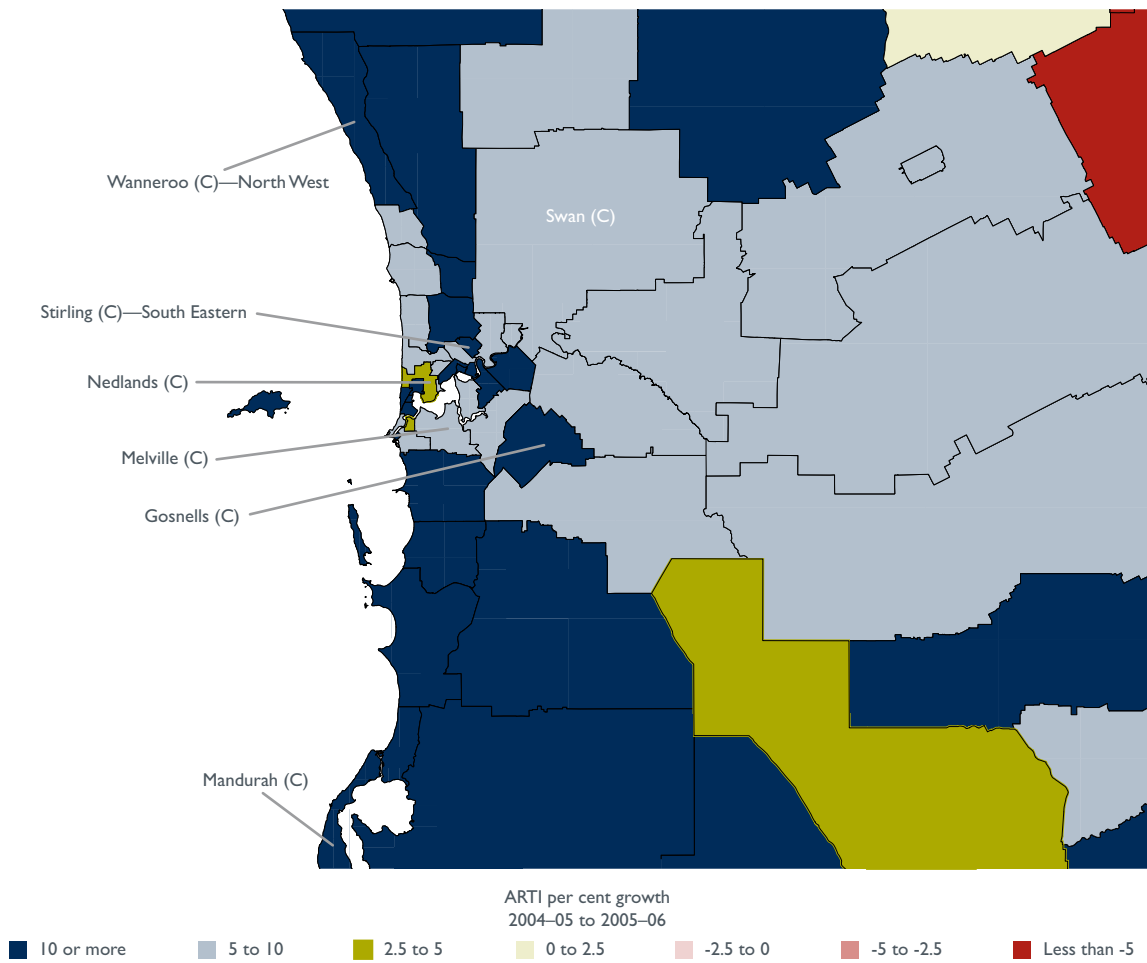 Wanneroo (C)—North West
Swan (C)
Stirling (C)—South Eastern
Nedlands (C)
Melville (C)
Gosnells (C)
Mandurah (C)
ARTI per cent growth
2004–05 to 2005–06
10 or more
5 to 10
2.5 to 5
0 to 2.5
-2.5 to 0
-5 to -2.5
Less than -5